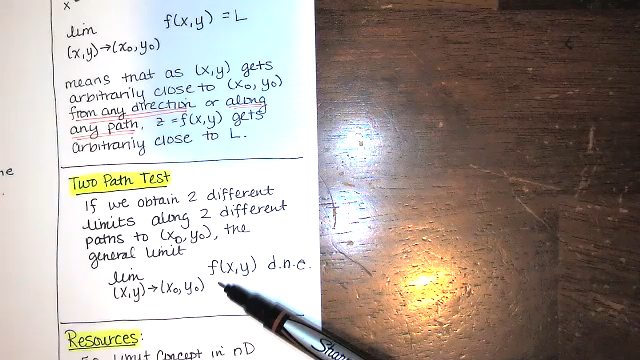 x
lim f(x,y) = L
(x,y)→(x₀,y₀)
means that as (x,y) gets
arbitrarily close to (x₀,y₀)
from any direction or along
any path, z = f(x,y) gets
arbitrarily close to L.
ne
Two Path Test
If we obtain 2 different
limits along 2 different
paths to (x₀,y₀), the
general limit
lim f(x,y) d.n.e.
(x,y)→(x₀,y₀)
Resources:
limit concept in nD
Sharpie